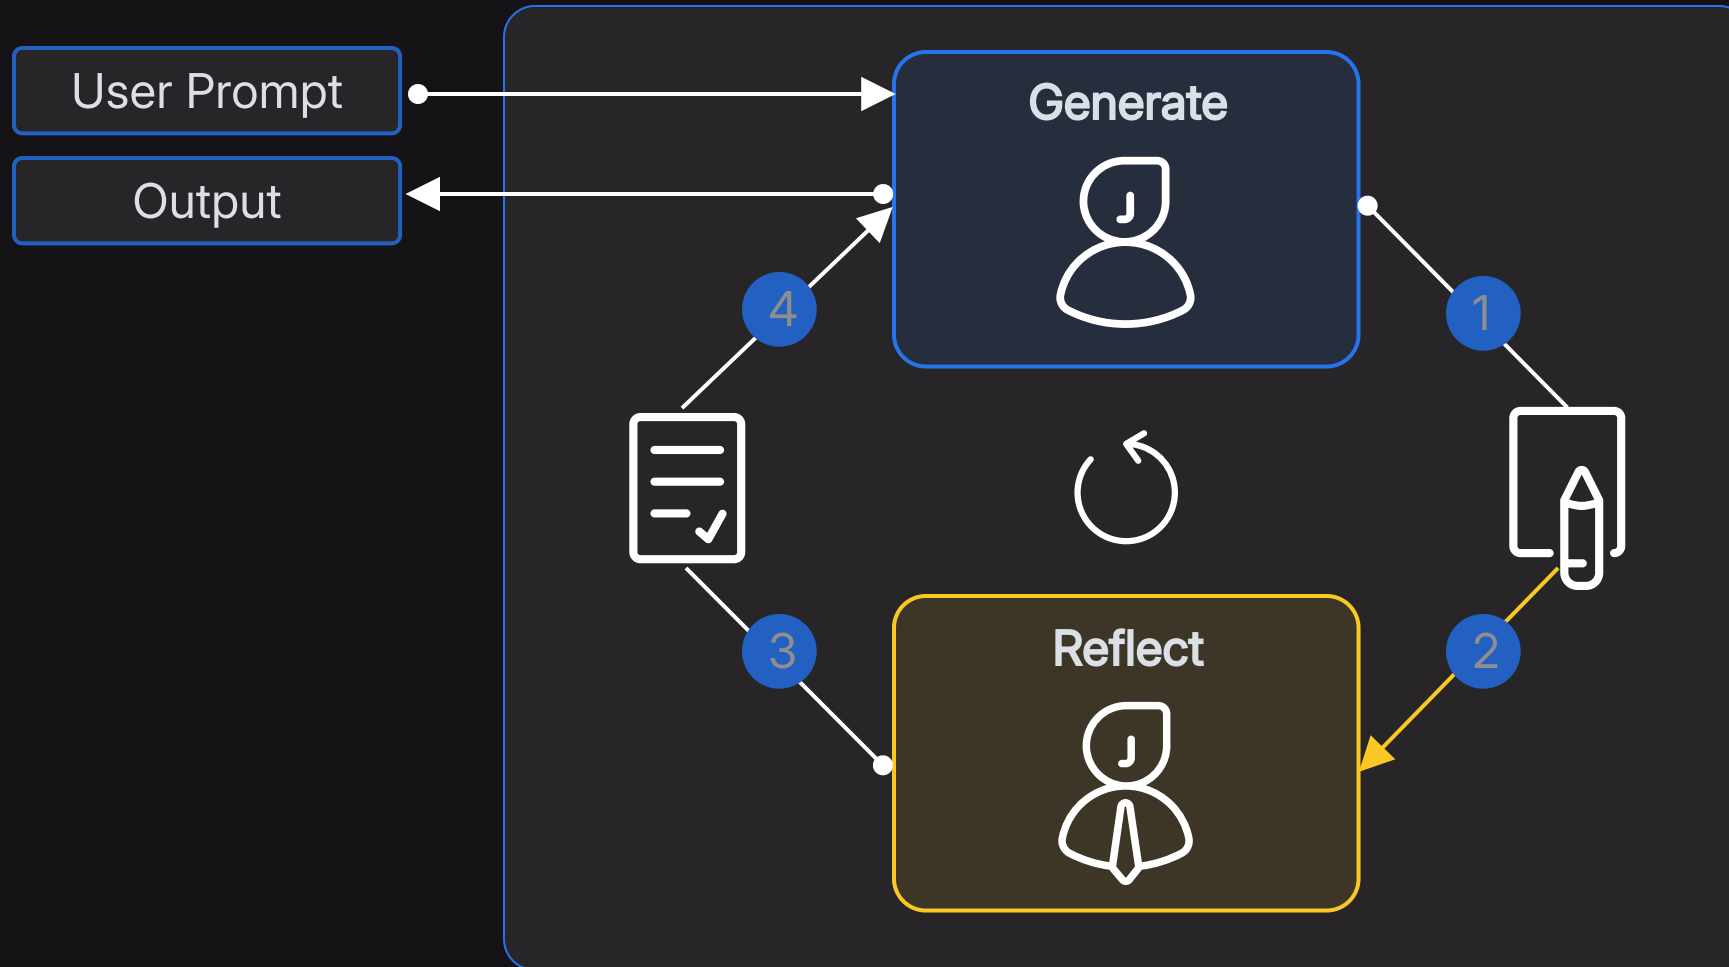 User Prompt
Generate
Output
4
1
3
2
Reflect